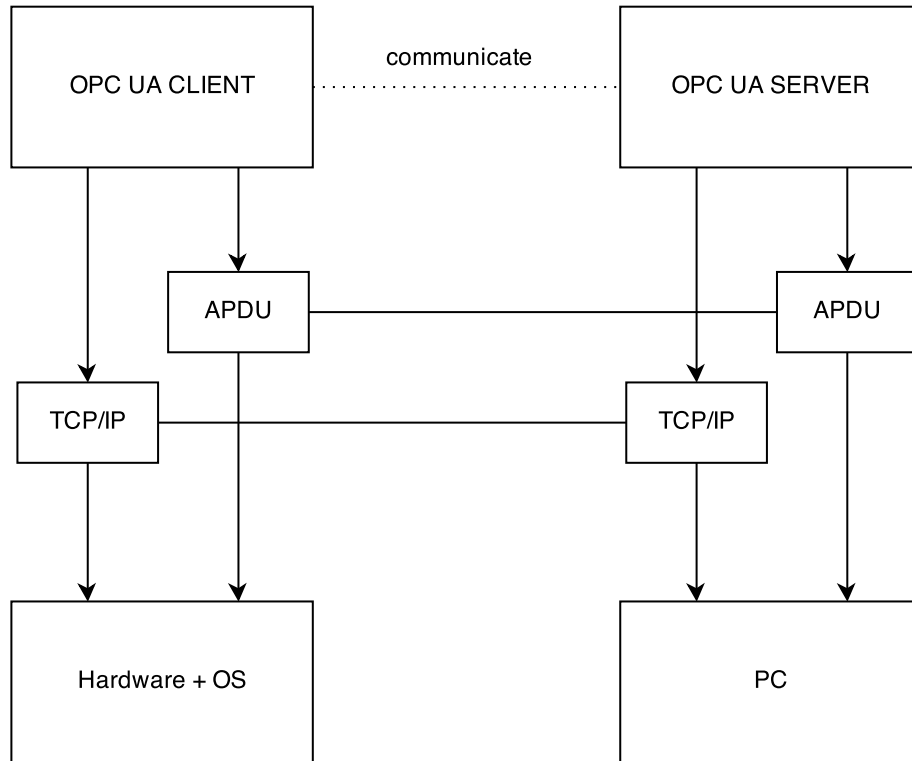 communicate
OPC UA CLIENT
OPC UA SERVER
APDU
APDU
TCP/IP
TCP/IP
Hardware + OS
PC